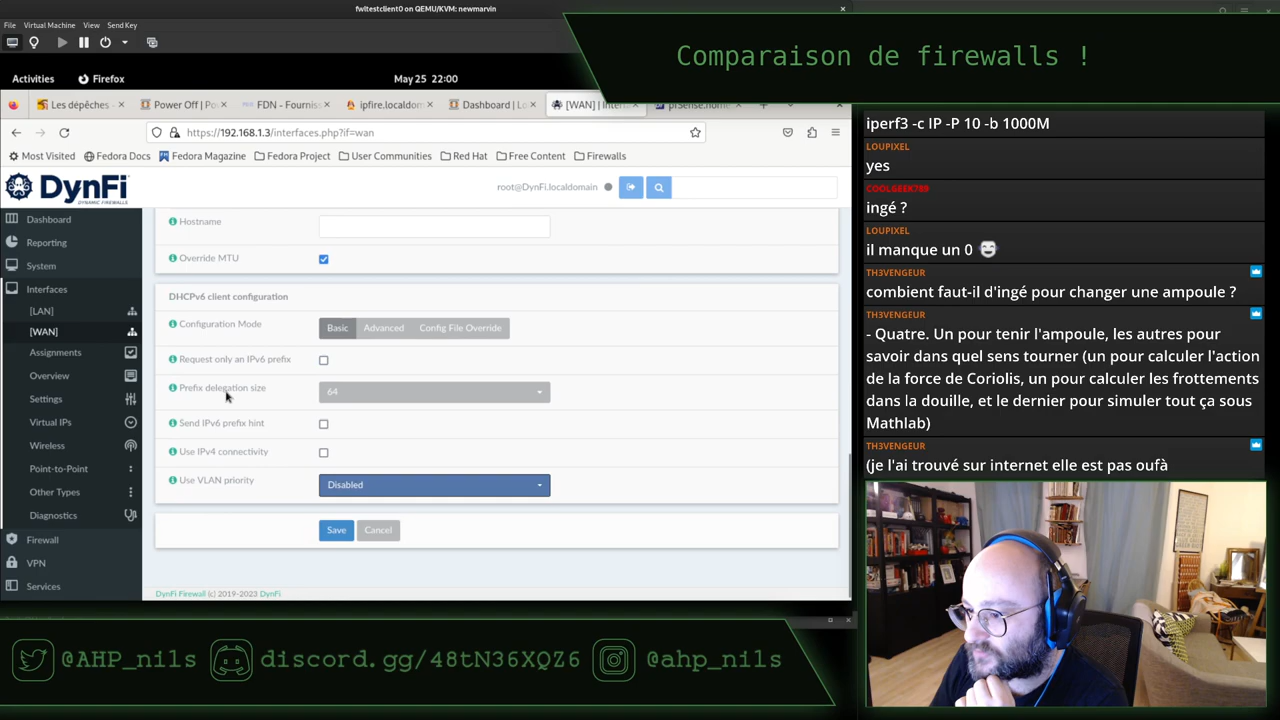 fwltestclient0 on QEMU/KVM: newmarvin
File Virtual Machine View Send Key
Comparaison de firewalls !
Activities Firefox May 25 22:00
Les dépêches Power Off | Po FDN - Fourniss ipfire.localdom Dashboard | Lo [WAN] | Inter pfSense.home
https://192.168.1.3/interfaces.php?if=wan
Most Visited Fedora Docs Fedora Magazine Fedora Project User Communities Red Hat Free Content Firewalls
DynFi
DYNAMIC FIREWALLS
root@DynFi.localdomain
Dashboard
Reporting
System
Interfaces
[LAN]
[WAN]
Assignments
Overview
Settings
Virtual IPs
Wireless
Point-to-Point
Other Types
Diagnostics
Firewall
VPN
Services
Hostname
Override MTU
DHCPv6 client configuration
Configuration Mode Basic Advanced Config File Override
Request only an IPv6 prefix
Prefix delegation size 64
Send IPv6 prefix hint
Use IPv4 connectivity
Use VLAN priority Disabled
Save Cancel
DynFi Firewall (c) 2019-2023 DynFi
iperf3 -c IP -P 10 -b 1000M
LOUPIXEL
yes
COOLGEEK789
ingé ?
LOUPIXEL
il manque un 0
TH3VENGEUR
combient faut-il d'ingé pour changer une ampoule ?
TH3VENGEUR
- Quatre. Un pour tenir l'ampoule, les autres pour
savoir dans quel sens tourner (un pour calculer l'action
de la force de Coriolis, un pour calculer les frottements
dans la douille, et le dernier pour simuler tout ça sous
Mathlab)
TH3VENGEUR
(je l'ai trouvé sur internet elle est pas oufà
@AHP_nils discord.gg/48tN36XQZ6 @ahp_nils